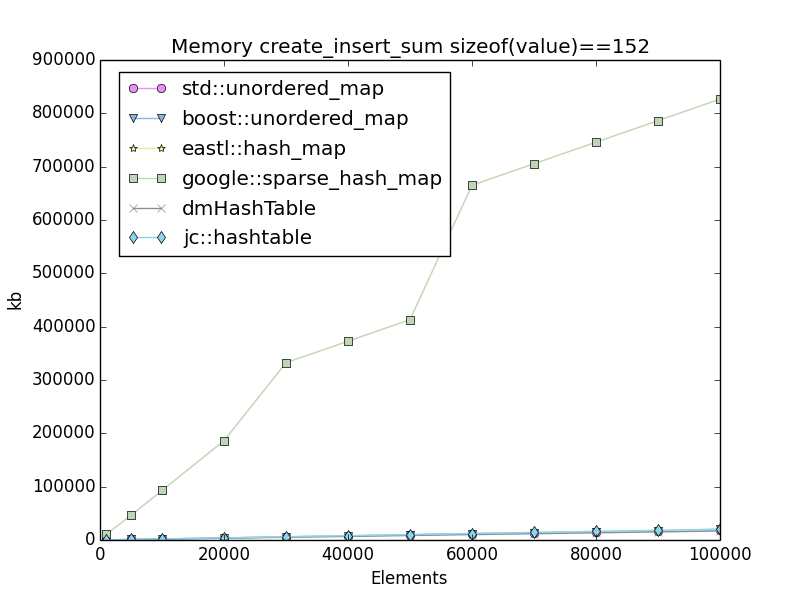 Memory create_insert_sum sizeof(value)==152
900000
800000
700000
600000
500000
400000
300000
200000
100000
0
kb
std::unordered_map
boost::unordered_map
eastl::hash_map
google::sparse_hash_map
dmHashTable
jc::hashtable
0 20000 40000 60000 80000 100000
Elements